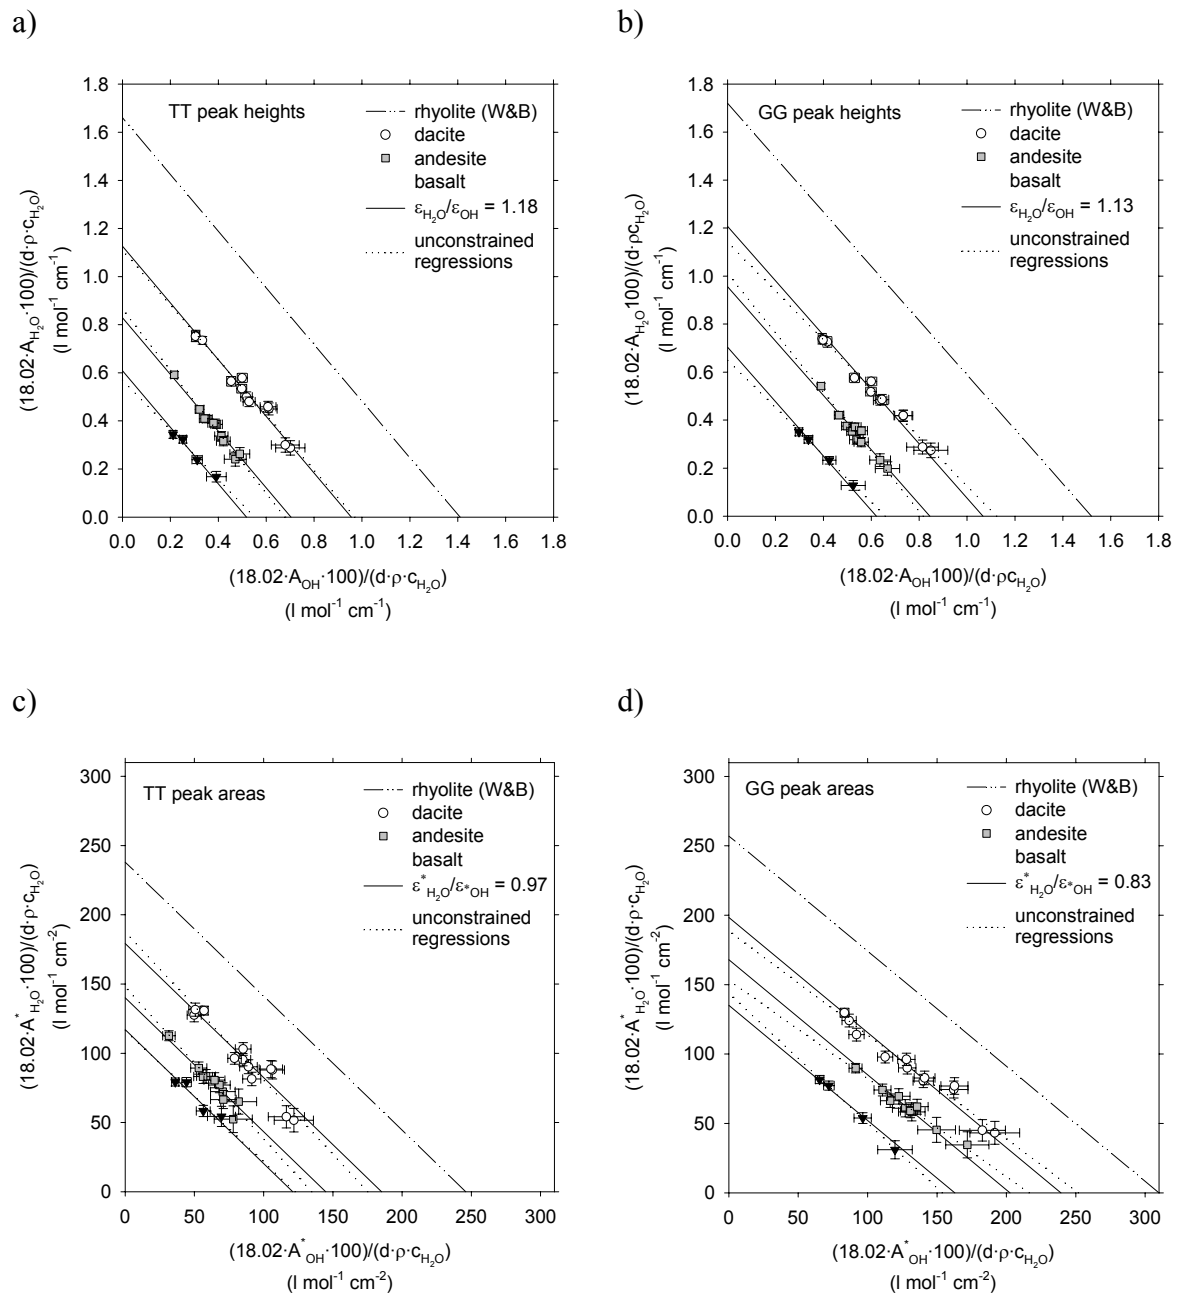 a)
TT peak heights
rhyolite (W&B)
dacite
andesite
basalt
εH₂O/εOH = 1.18
unconstrained
regressions
(18.02·AH₂O·100)/(d·ρ·cH₂O)
(l mol⁻¹ cm⁻¹)
1.8
1.6
1.4
1.2
1.0
0.8
0.6
0.4
0.2
0.0
0.0 0.2 0.4 0.6 0.8 1.0 1.2 1.4 1.6 1.8
(18.02·AOH·100)/(d·ρ·cH₂O)
(l mol⁻¹ cm⁻¹)
b)
GG peak heights
rhyolite (W&B)
dacite
andesite
basalt
εH₂O/εOH = 1.13
unconstrained
regressions
(18.02·AH₂O100)/(d·ρcH₂O)
(l mol⁻¹ cm⁻¹)
1.8
1.6
1.4
1.2
1.0
0.8
0.6
0.4
0.2
0.0
0.0 0.2 0.4 0.6 0.8 1.0 1.2 1.4 1.6 1.8
(18.02·AOH100)/(d·ρcH₂O)
(l mol⁻¹ cm⁻¹)
c)
TT peak areas
rhyolite (W&B)
dacite
andesite
basalt
ε*H₂O/ε*OH = 0.97
unconstrained
regressions
(18.02·A*H₂O·100)/(d·ρ·cH₂O)
(l mol⁻¹ cm⁻²)
300
250
200
150
100
50
0
0 50 100 150 200 250 300
(18.02·A*OH·100)/(d·ρ·cH₂O)
(l mol⁻¹ cm⁻²)
d)
GG peak areas
rhyolite (W&B)
dacite
andesite
basalt
ε*H₂O/ε*OH = 0.83
unconstrained
regressions
(18.02·A*H₂O·100)/(d·ρ·cH₂O)
(l mol⁻¹ cm⁻²)
300
250
200
150
100
50
0
0 50 100 150 200 250 300
(18.02·A*OH·100)/(d·ρ·cH₂O)
(l mol⁻¹ cm⁻²)